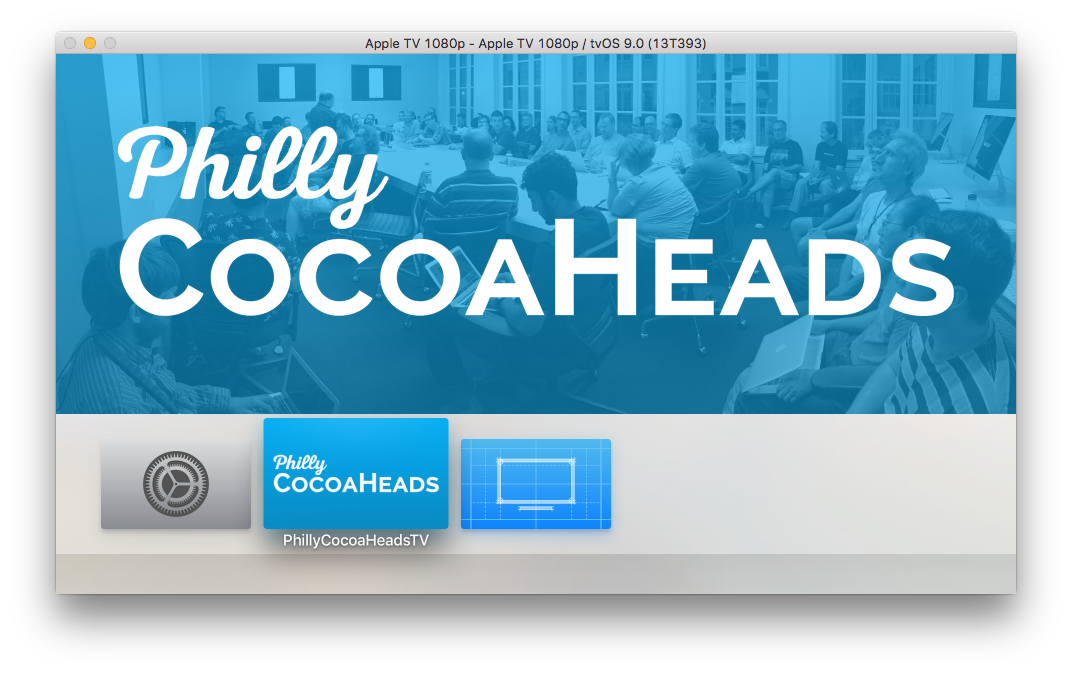 Apple TV 1080p - Apple TV 1080p / tvOS 9.0 (13T393)
Philly
COCOAHEADS
Philly
COCOAHEADS
PhillyCocoaHeadsTV